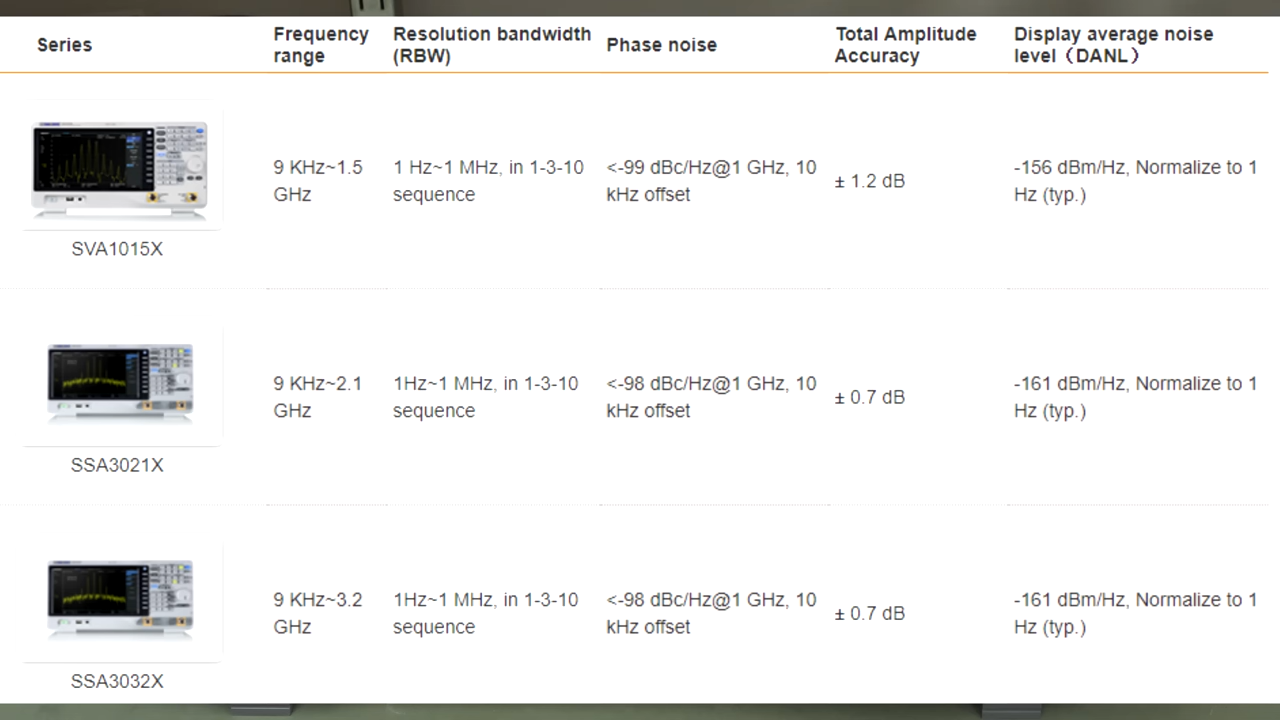 Series
Frequency range
Resolution bandwidth (RBW)
Phase noise
Total Amplitude Accuracy
Display average noise level（DANL）
SVA1015X
9 KHz~1.5 GHz
1 Hz~1 MHz, in 1-3-10 sequence
<-99 dBc/Hz@1 GHz, 10 kHz offset
± 1.2 dB
-156 dBm/Hz, Normalize to 1 Hz (typ.)
SSA3021X
9 KHz~2.1 GHz
1Hz~1 MHz, in 1-3-10 sequence
<-98 dBc/Hz@1 GHz, 10 kHz offset
± 0.7 dB
-161 dBm/Hz, Normalize to 1 Hz (typ.)
SSA3032X
9 KHz~3.2 GHz
1Hz~1 MHz, in 1-3-10 sequence
<-98 dBc/Hz@1 GHz, 10 kHz offset
± 0.7 dB
-161 dBm/Hz, Normalize to 1 Hz (typ.)